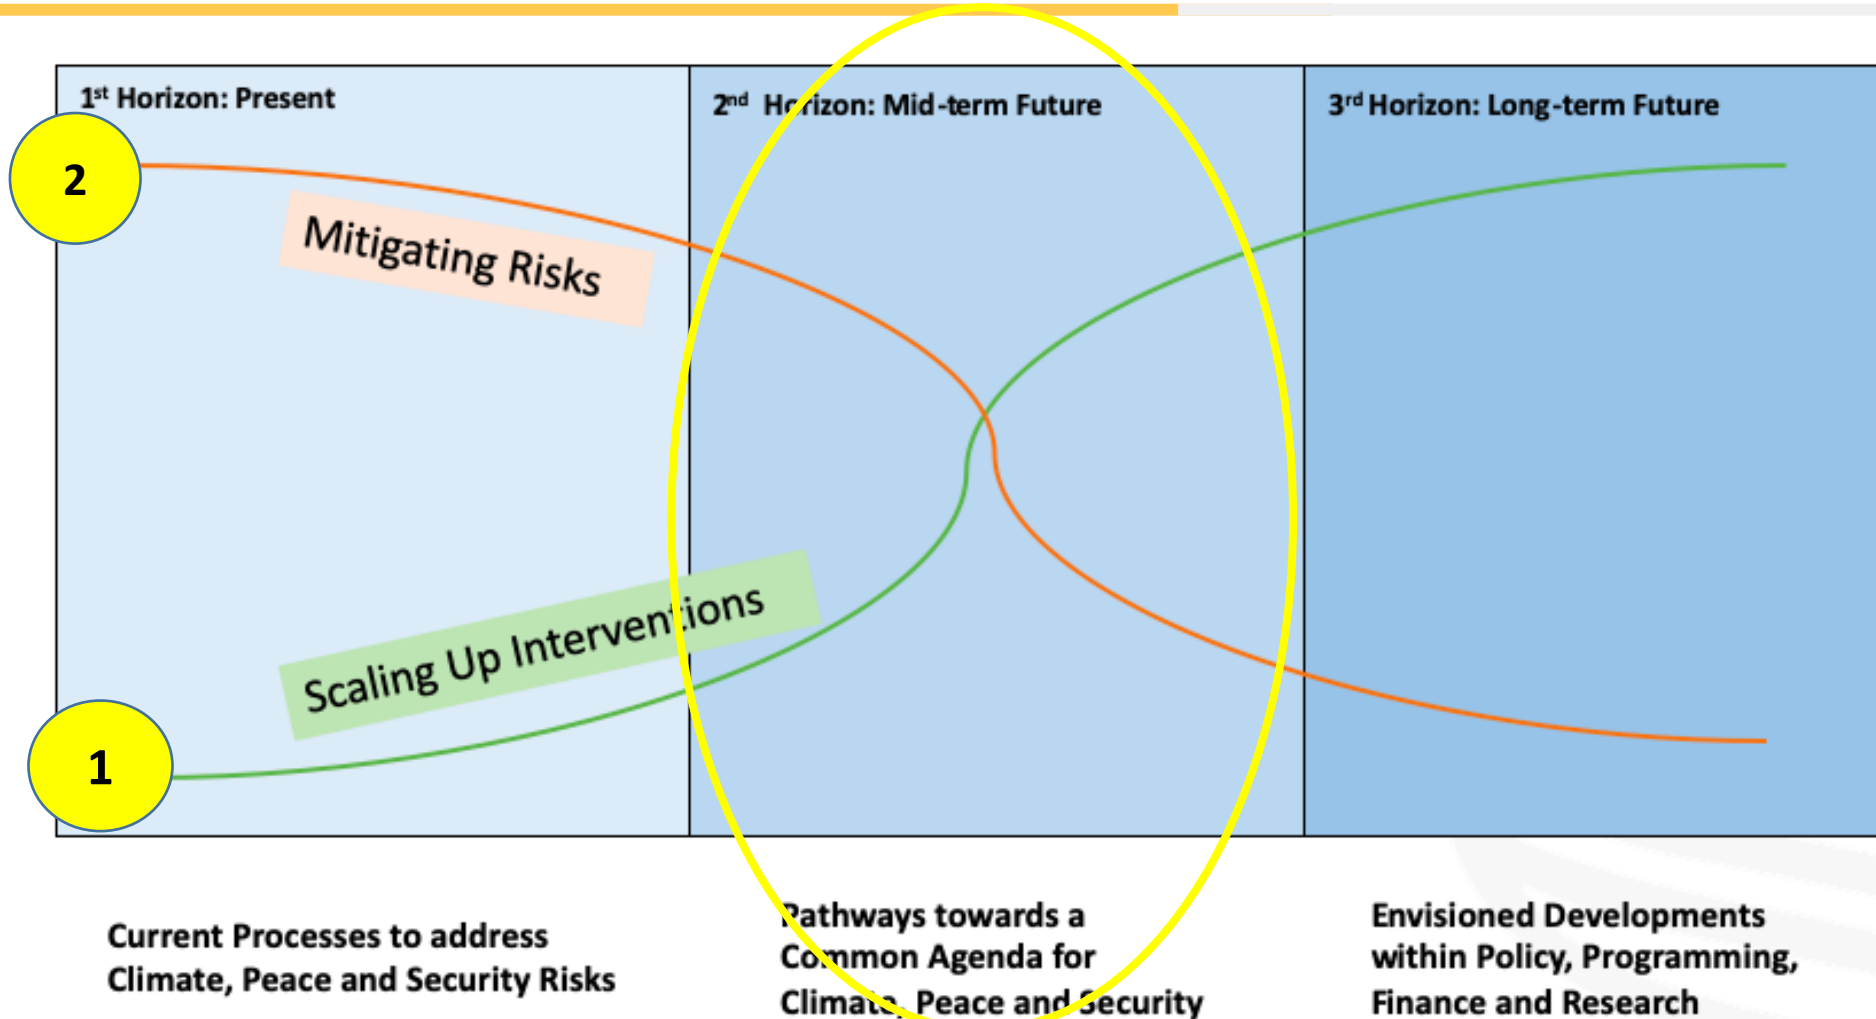 1st Horizon: Present
2nd Horizon: Mid-term Future
3rd Horizon: Long-term Future
2
Mitigating Risks
Scaling Up Interventions
1
Current Processes to address
Climate, Peace and Security Risks
Pathways towards a
Common Agenda for
Climate, Peace and Security
Envisioned Developments
within Policy, Programming,
Finance and Research